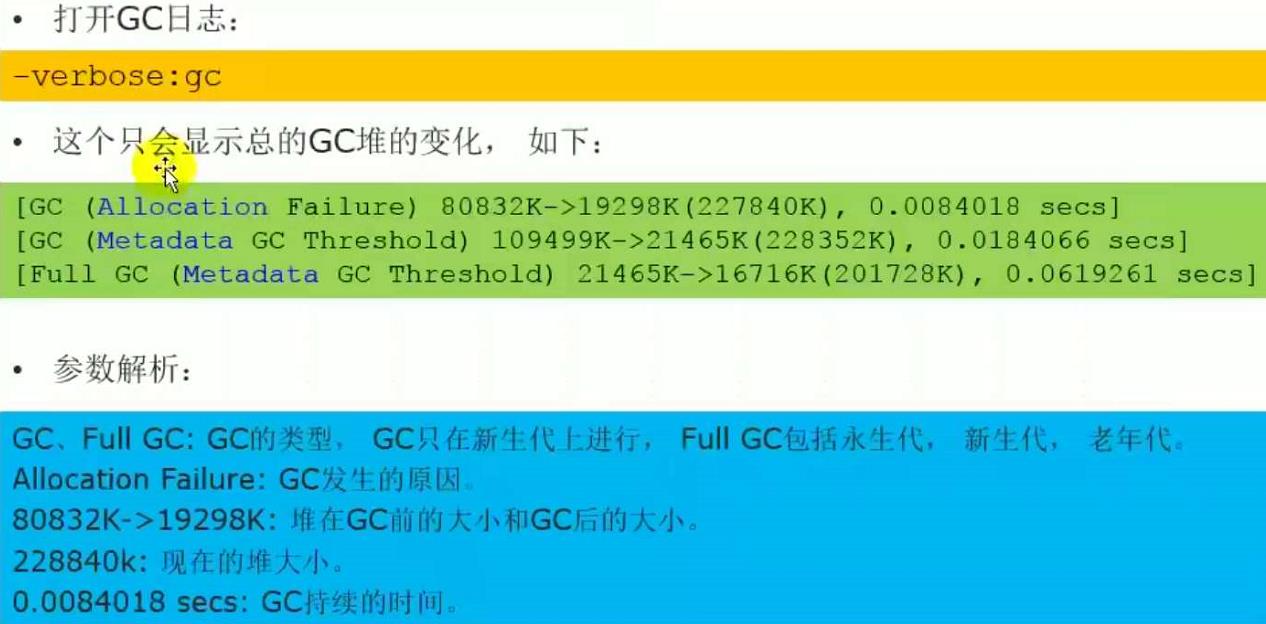 • 打开GC日志：
-verbose:gc
• 这个只会显示总的GC堆的变化， 如下：
[GC (Allocation Failure) 80832K->19298K(227840K), 0.0084018 secs]
[GC (Metadata GC Threshold) 109499K->21465K(228352K), 0.0184066 secs]
[Full GC (Metadata GC Threshold) 21465K->16716K(201728K), 0.0619261 secs]
• 参数解析：
GC、Full GC: GC的类型， GC只在新生代上进行， Full GC包括永生代， 新生代， 老年代。
Allocation Failure: GC发生的原因。
80832K->19298K: 堆在GC前的大小和GC后的大小。
228840k: 现在的堆大小。
0.0084018 secs: GC持续的时间。